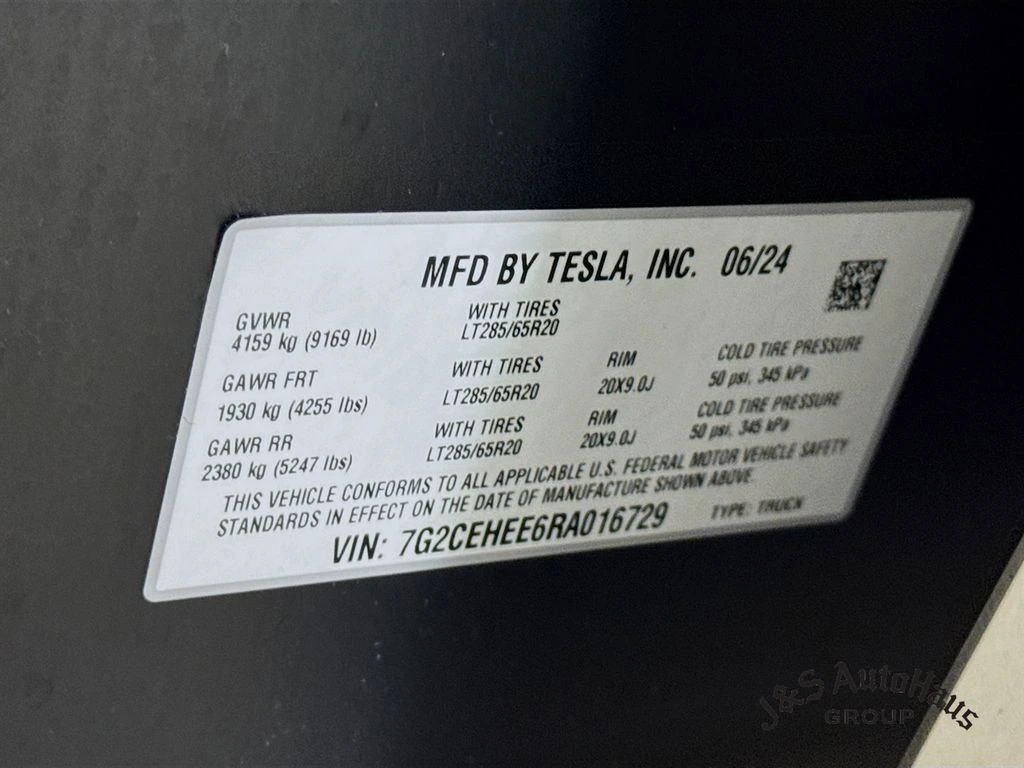 MFD BY TESLA, INC. 06/24
GVWR WITH TIRES
4159 kg (9169 lb) LT285/65R20
GAWR FRT WITH TIRES RIM COLD TIRE PRESSURE
1930 kg (4255 lbs) LT285/65R20 20X9.0J 50 psi, 345 kPa
GAWR RR WITH TIRES RIM COLD TIRE PRESSURE
2380 kg (5247 lbs) LT285/65R20 20X9.0J 50 psi, 345 kPa
THIS VEHICLE CONFORMS TO ALL APPLICABLE U.S. FEDERAL MOTOR VEHICLE SAFETY
STANDARDS IN EFFECT ON THE DATE OF MANUFACTURE SHOWN ABOVE.
VIN: 7G2CEHEE6RA016729 TYPE: TRUCK
J&S AutoHaus
GROUP